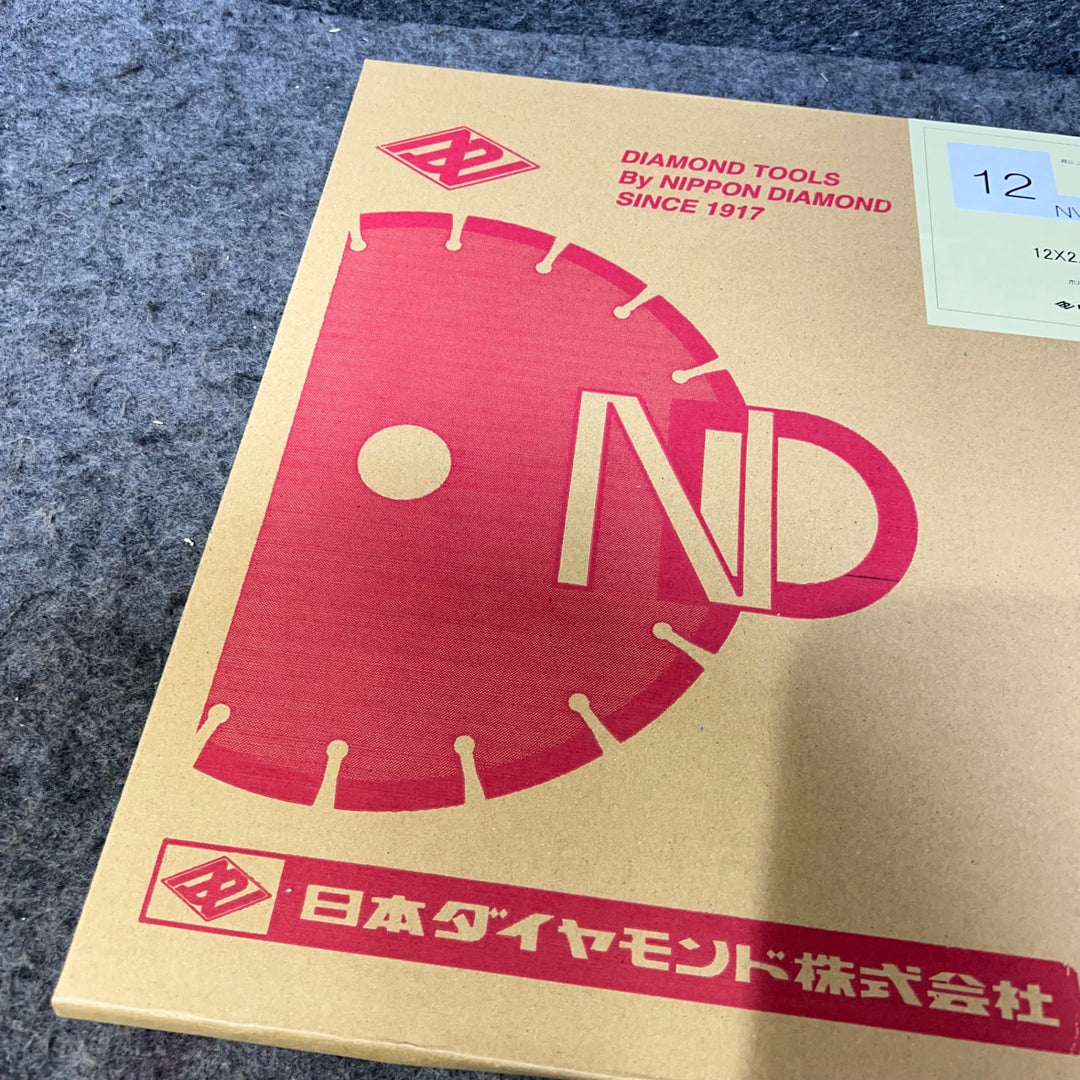 DIAMOND TOOLS
By NIPPON DIAMOND
SINCE 1917
12
12X2
ND
日本ダイヤモンド株式会社